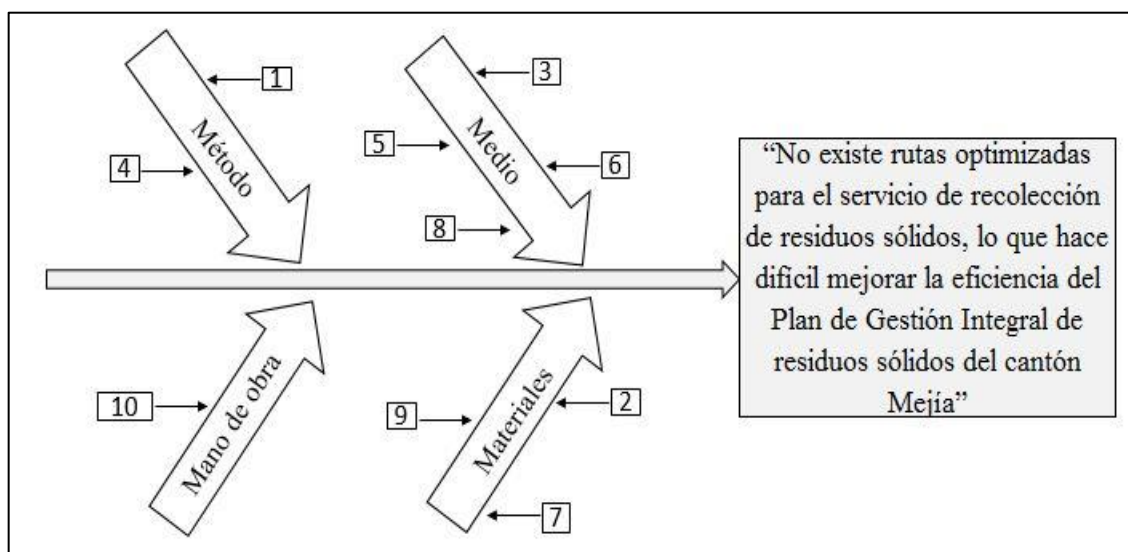 1
4
Método
3
5
6
8
Medio
10
Mano de obra
9
2
7
Materiales
“No existe rutas optimizadas
para el servicio de recolección
de residuos sólidos, lo que hace
difícil mejorar la eficiencia del
Plan de Gestión Integral de
residuos sólidos del cantón
Mejía”